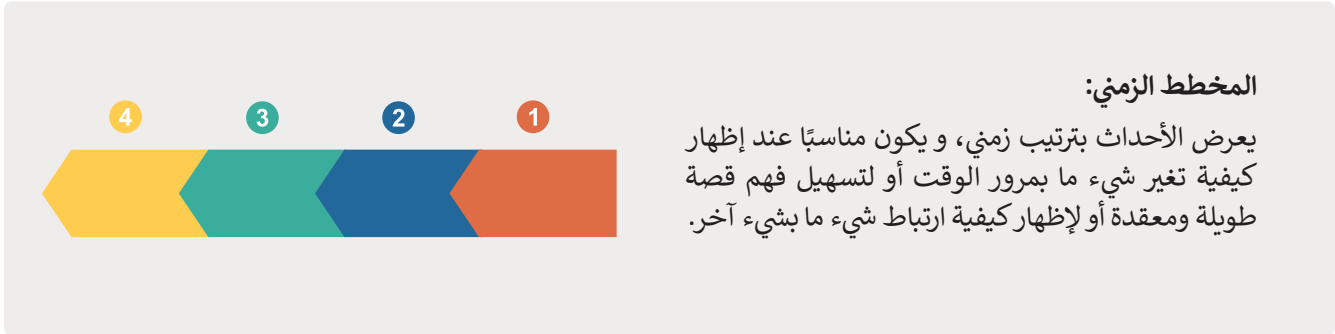 المخطط الزمني:
يعرض الأحداث بترتيب زمني، و يكون مناسبًا عند إظهار
كيفية تغير شيء ما بمرور الوقت أو لتسهيل فهم قصة
طويلة ومعقدة أو لإظهار كيفية ارتباط شيء ما بشيء آخر.
1
2
3
4